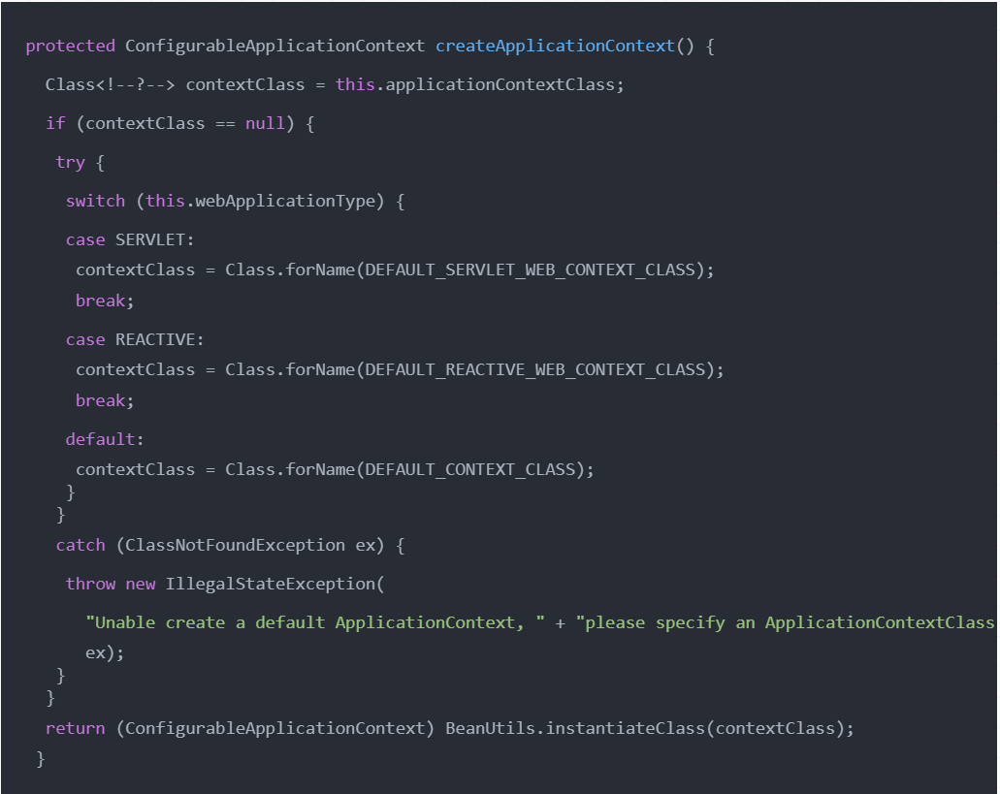 protected ConfigurableApplicationContext createApplicationContext() {
Class<!--?--> contextClass = this.applicationContextClass;
if (contextClass == null) {
try {
switch (this.webApplicationType) {
case SERVLET:
contextClass = Class.forName(DEFAULT_SERVLET_WEB_CONTEXT_CLASS);
break;
case REACTIVE:
contextClass = Class.forName(DEFAULT_REACTIVE_WEB_CONTEXT_CLASS);
break;
default:
contextClass = Class.forName(DEFAULT_CONTEXT_CLASS);
}
}
catch (ClassNotFoundException ex) {
throw new IllegalStateException(
"Unable create a default ApplicationContext, " + "please specify an ApplicationContextClass
ex);
}
}
return (ConfigurableApplicationContext) BeanUtils.instantiateClass(contextClass);
}